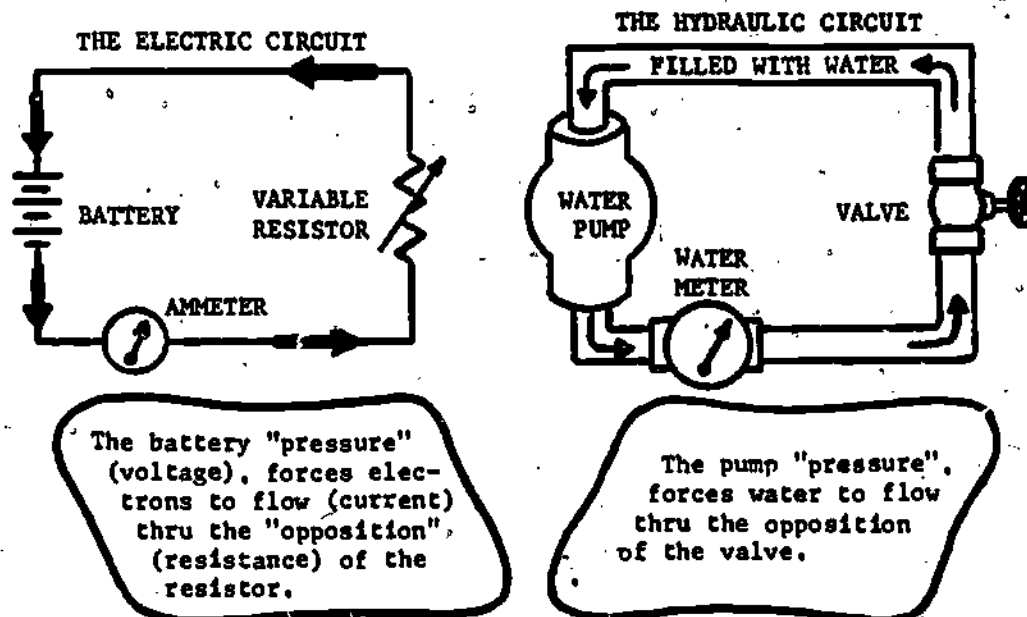 THE ELECTRIC CIRCUIT
BATTERY
VARIABLE
RESISTOR
AMMETER
The battery "pressure"
(voltage), forces elec-
trons to flow (current)
thru the "opposition"
(resistance) of the
resistor.
THE HYDRAULIC CIRCUIT
FILLED WITH WATER
WATER
PUMP
VALVE
WATER
METER
The pump "pressure",
forces water to flow
thru the opposition
of the valve.